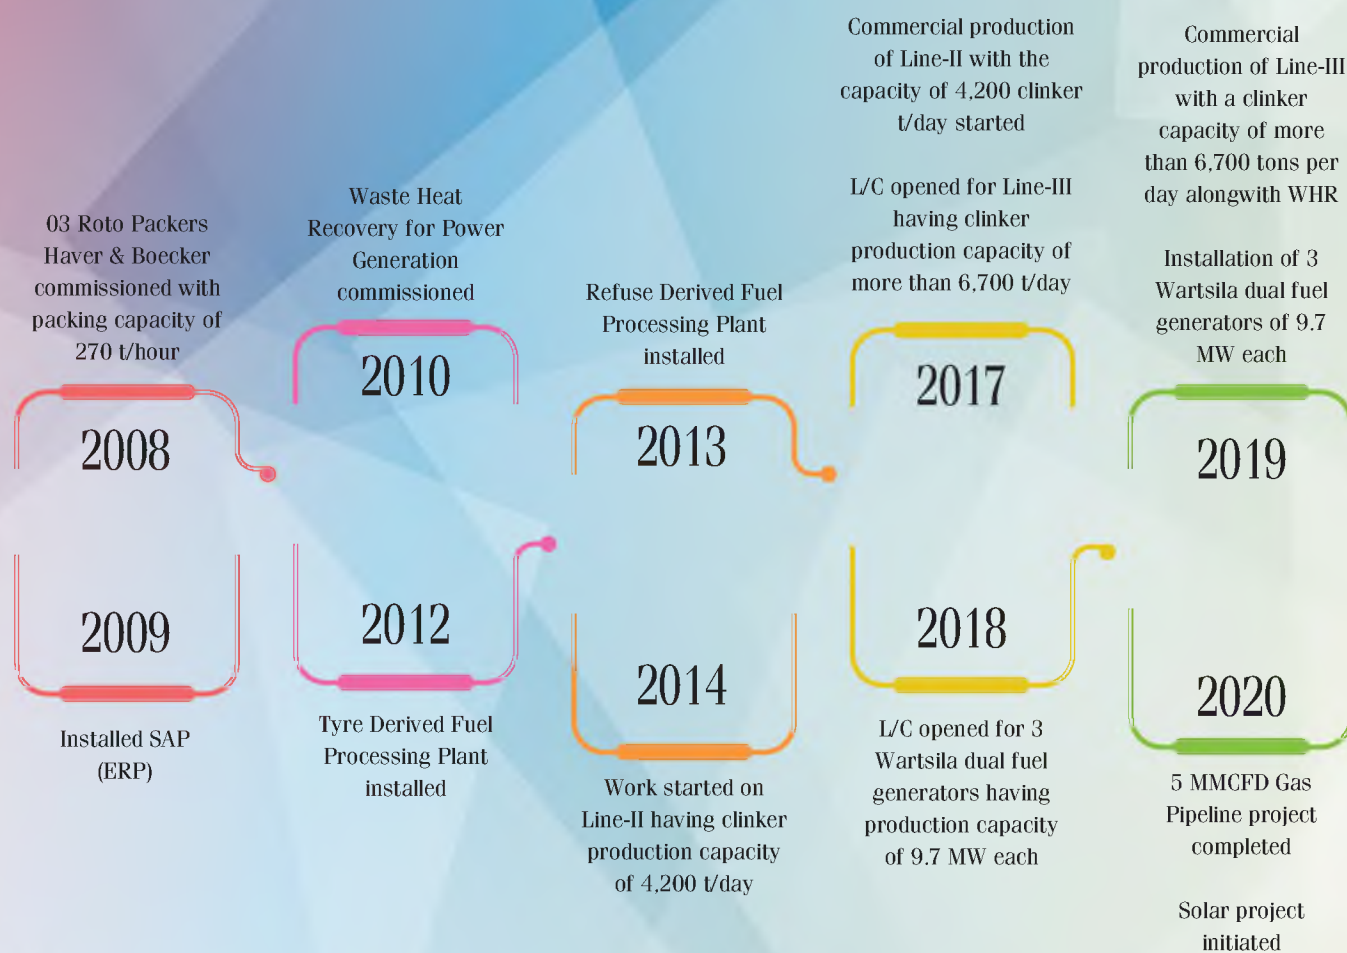 03 Roto Packers
Haver & Boecker
commissioned with
packing capacity of
270 t/hour
2008
2009
Installed SAP
(ERP)
Waste Heat
Recovery for Power
Generation
commissioned
2010
2012
Tyre Derived Fuel
Processing Plant
installed
Refuse Derived Fuel
Processing Plant
installed
2013
2014
Work started on
Line-II having clinker
production capacity
of 4,200 t/day
Commercial production
of Line-II with the
capacity of 4,200 clinker
t/day started
L/C opened for Line-III
having clinker
production capacity of
more than 6,700 t/day
2017
2018
L/C opened for 3
Wartsila dual fuel
generators having
production capacity
of 9.7 MW each
Commercial
production of Line-III
with a clinker
capacity of more
than 6,700 tons per
day alongwith WHR
Installation of 3
Wartsila dual fuel
generators of 9.7
MW each
2019
2020
5 MMCFD Gas
Pipeline project
completed
Solar project
initiated